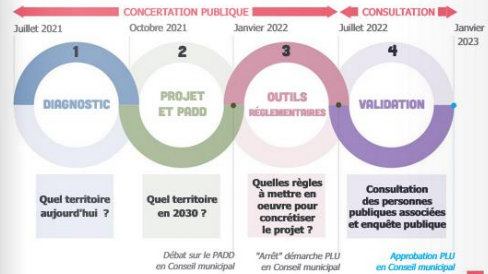 CONCERTATION PUBLIQUE
CONSULTATION
Juillet 2021
Octobre 2021
Janvier 2022
Juillet 2022
Janvier
2023
1
2
3
4
DIAGNOSTIC
PROJET
ET PADD
OUTILS
RÉGLEMENTAIRES
VALIDATION
Quel territoire
aujourd'hui ?
Quel territoire
en 2030 ?
Quelles règles
à mettre en
oeuvre pour
concrétiser
le projet ?
Consultation
des personnes
publiques associées
et enquête publique
Débat sur le PADD
en Conseil municipal
"Arrêt" démarche PLU
en Conseil municipal
Approbation PLU
en Conseil municipal